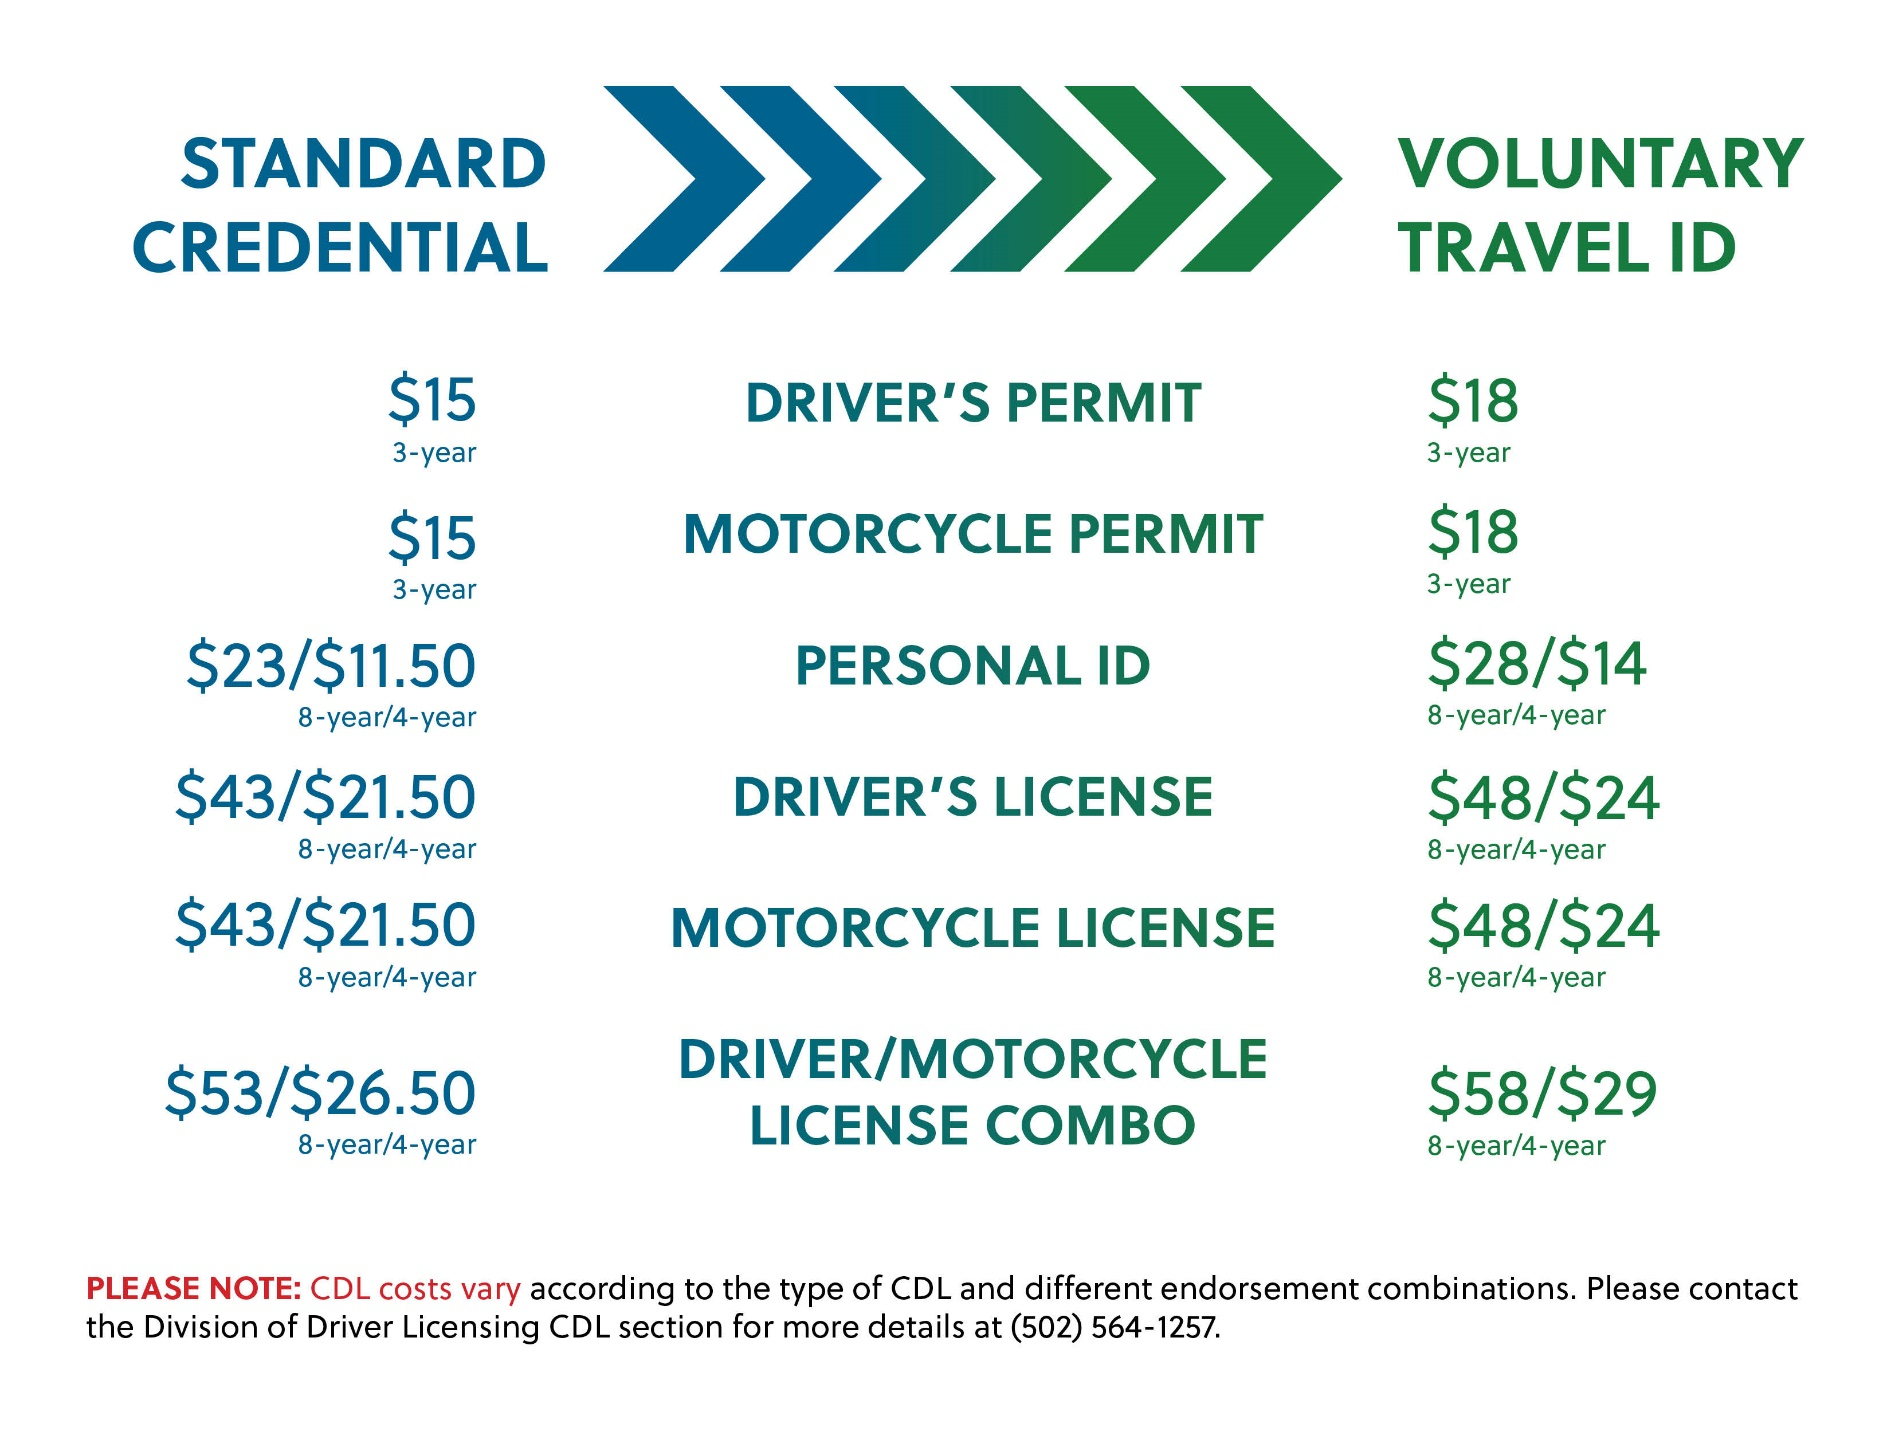 STANDARD
CREDENTIAL
VOLUNTARY
TRAVEL ID
$15
3-year
DRIVER’S PERMIT
$18
3-year
$15
3-year
MOTORCYCLE PERMIT
$18
3-year
$23/$11.50
8-year/4-year
PERSONAL ID
$28/$14
8-year/4-year
$43/$21.50
8-year/4-year
DRIVER’S LICENSE
$48/$24
8-year/4-year
$43/$21.50
8-year/4-year
MOTORCYCLE LICENSE
$48/$24
8-year/4-year
$53/$26.50
8-year/4-year
DRIVER/MOTORCYCLE
LICENSE COMBO
$58/$29
8-year/4-year
PLEASE NOTE: CDL costs vary according to the type of CDL and different endorsement combinations. Please contact
the Division of Driver Licensing CDL section for more details at (502) 564-1257.